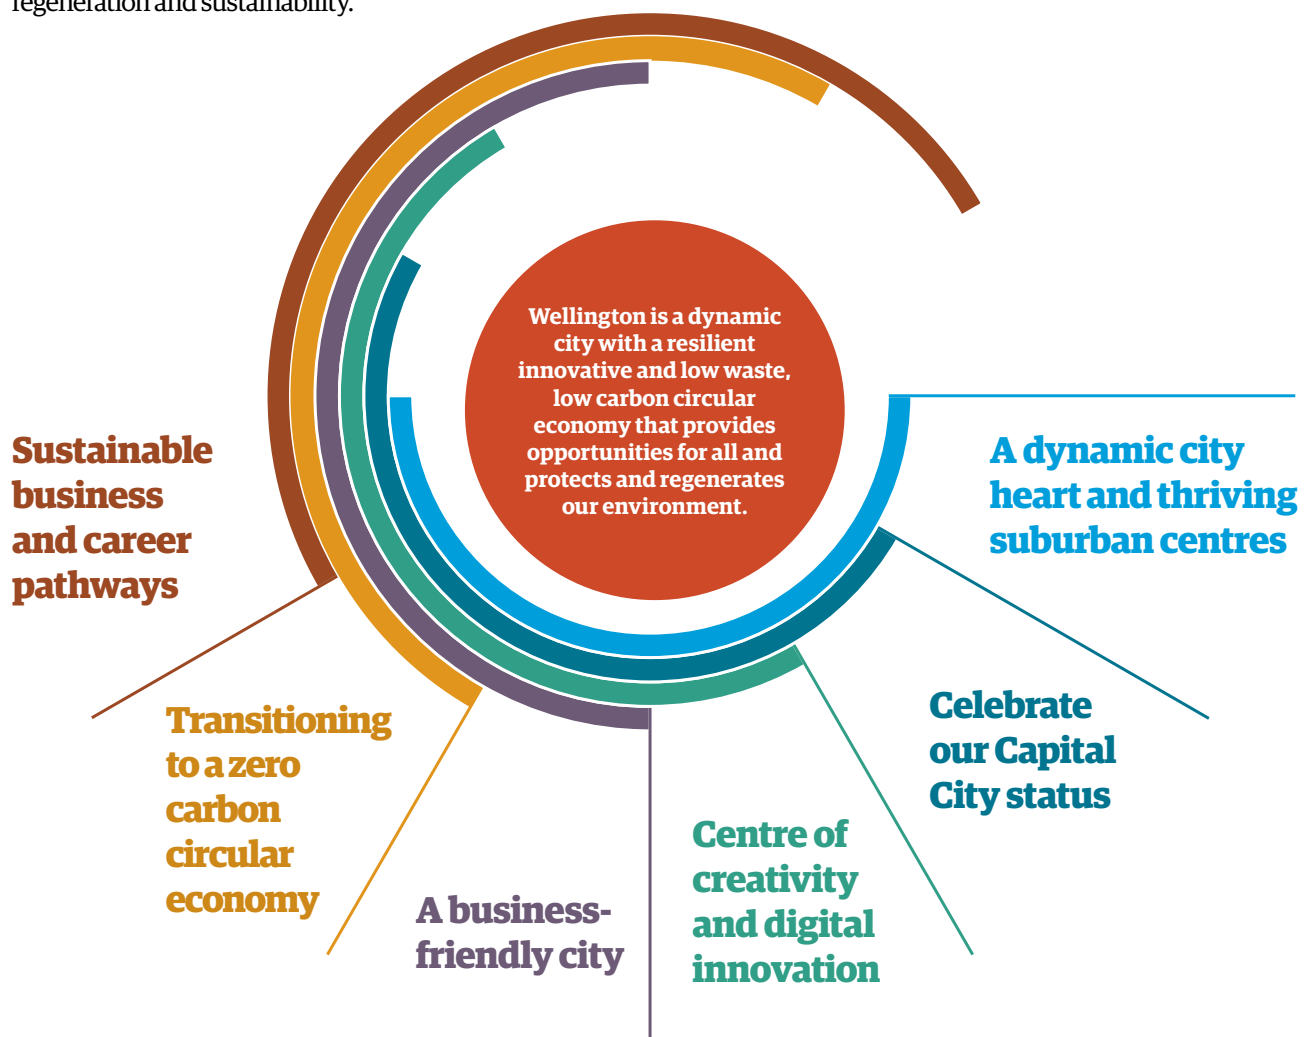 regeneration and sustainability.
Wellington is a dynamic
city with a resilient
innovative and low waste,
low carbon circular
economy that provides
opportunities for all and
protects and regenerates
our environment.
Sustainable
business
and career
pathways
Transitioning
to a zero
carbon
circular
economy
A business-
friendly city
Centre of
creativity
and digital
innovation
Celebrate
our Capital
City status
A dynamic city
heart and thriving
suburban centres